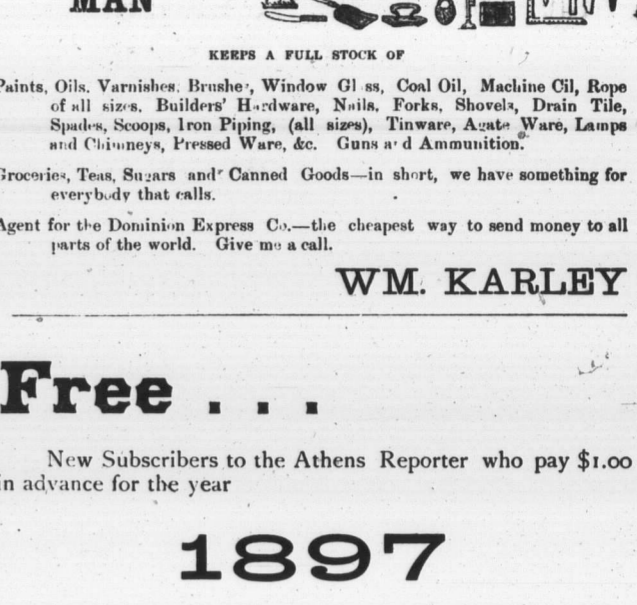 MAN
KEEPS A FULL STOCK OF
Paints, Oils. Varnishes. Brushes, Window Glass, Coal Oil, Machine Oil, Rope
of all sizes. Builders' Hardware, Nails, Forks, Shovels, Drain Tile,
Spades, Scoops, Iron Piping, (all sizes), Tinware, Agate Ware, Lamps
and Chimneys, Pressed Ware, &c. Guns and Ammunition.
Groceries, Teas, Sugars and Canned Goods—in short, we have something for
everybody that calls.
Agent for the Dominion Express Co.—the cheapest way to send money to all
parts of the world. Give me a call.
WM. KARLEY
Free . . .
New Subscribers to the Athens Reporter who pay $1.00
in advance for the year
1897